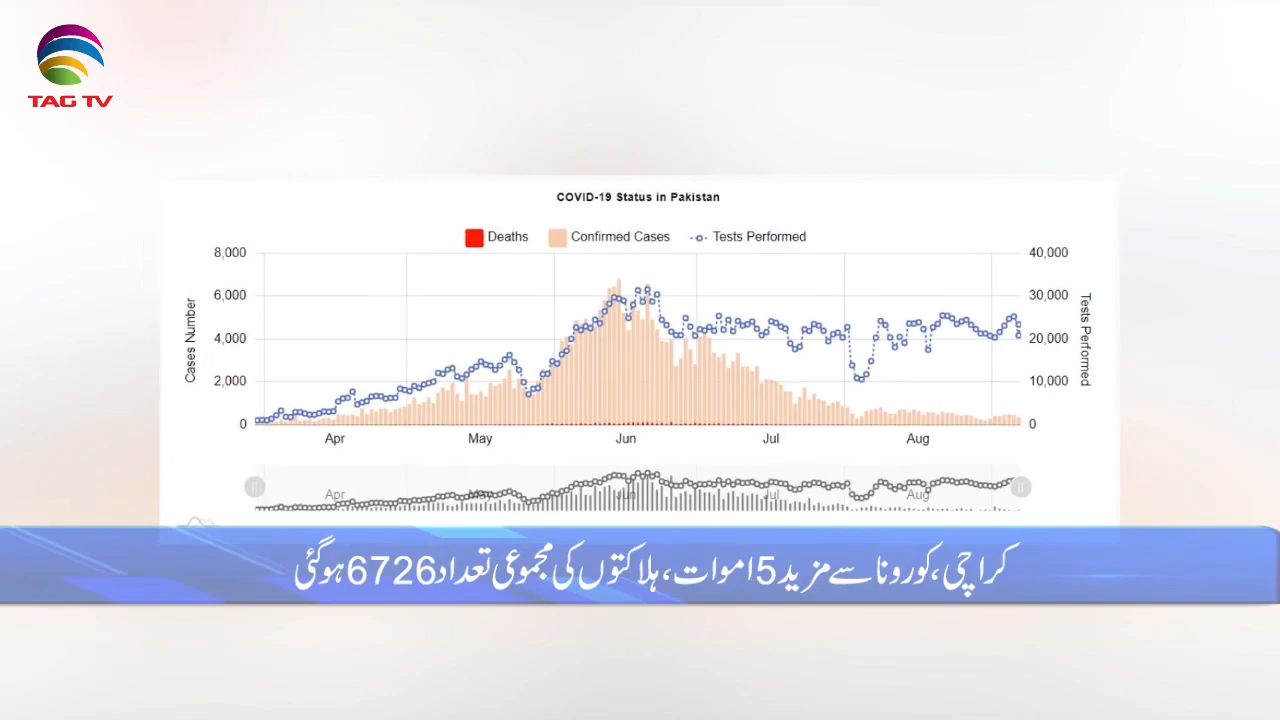 TAG TV
COVID-19 Status in Pakistan
Deaths
Confirmed Cases
Tests Performed
8,000
6,000
4,000
2,000
0
Cases Number
40,000
30,000
20,000
10,000
0
Tests Performed
Apr
May
Jun
Jul
Aug
Apr
May
Jun
Jul
Aug
کراچی، کورونا سے مزید 5 اموات، ہلاکتوں کی مجموعی تعداد 6726 ہوگئی